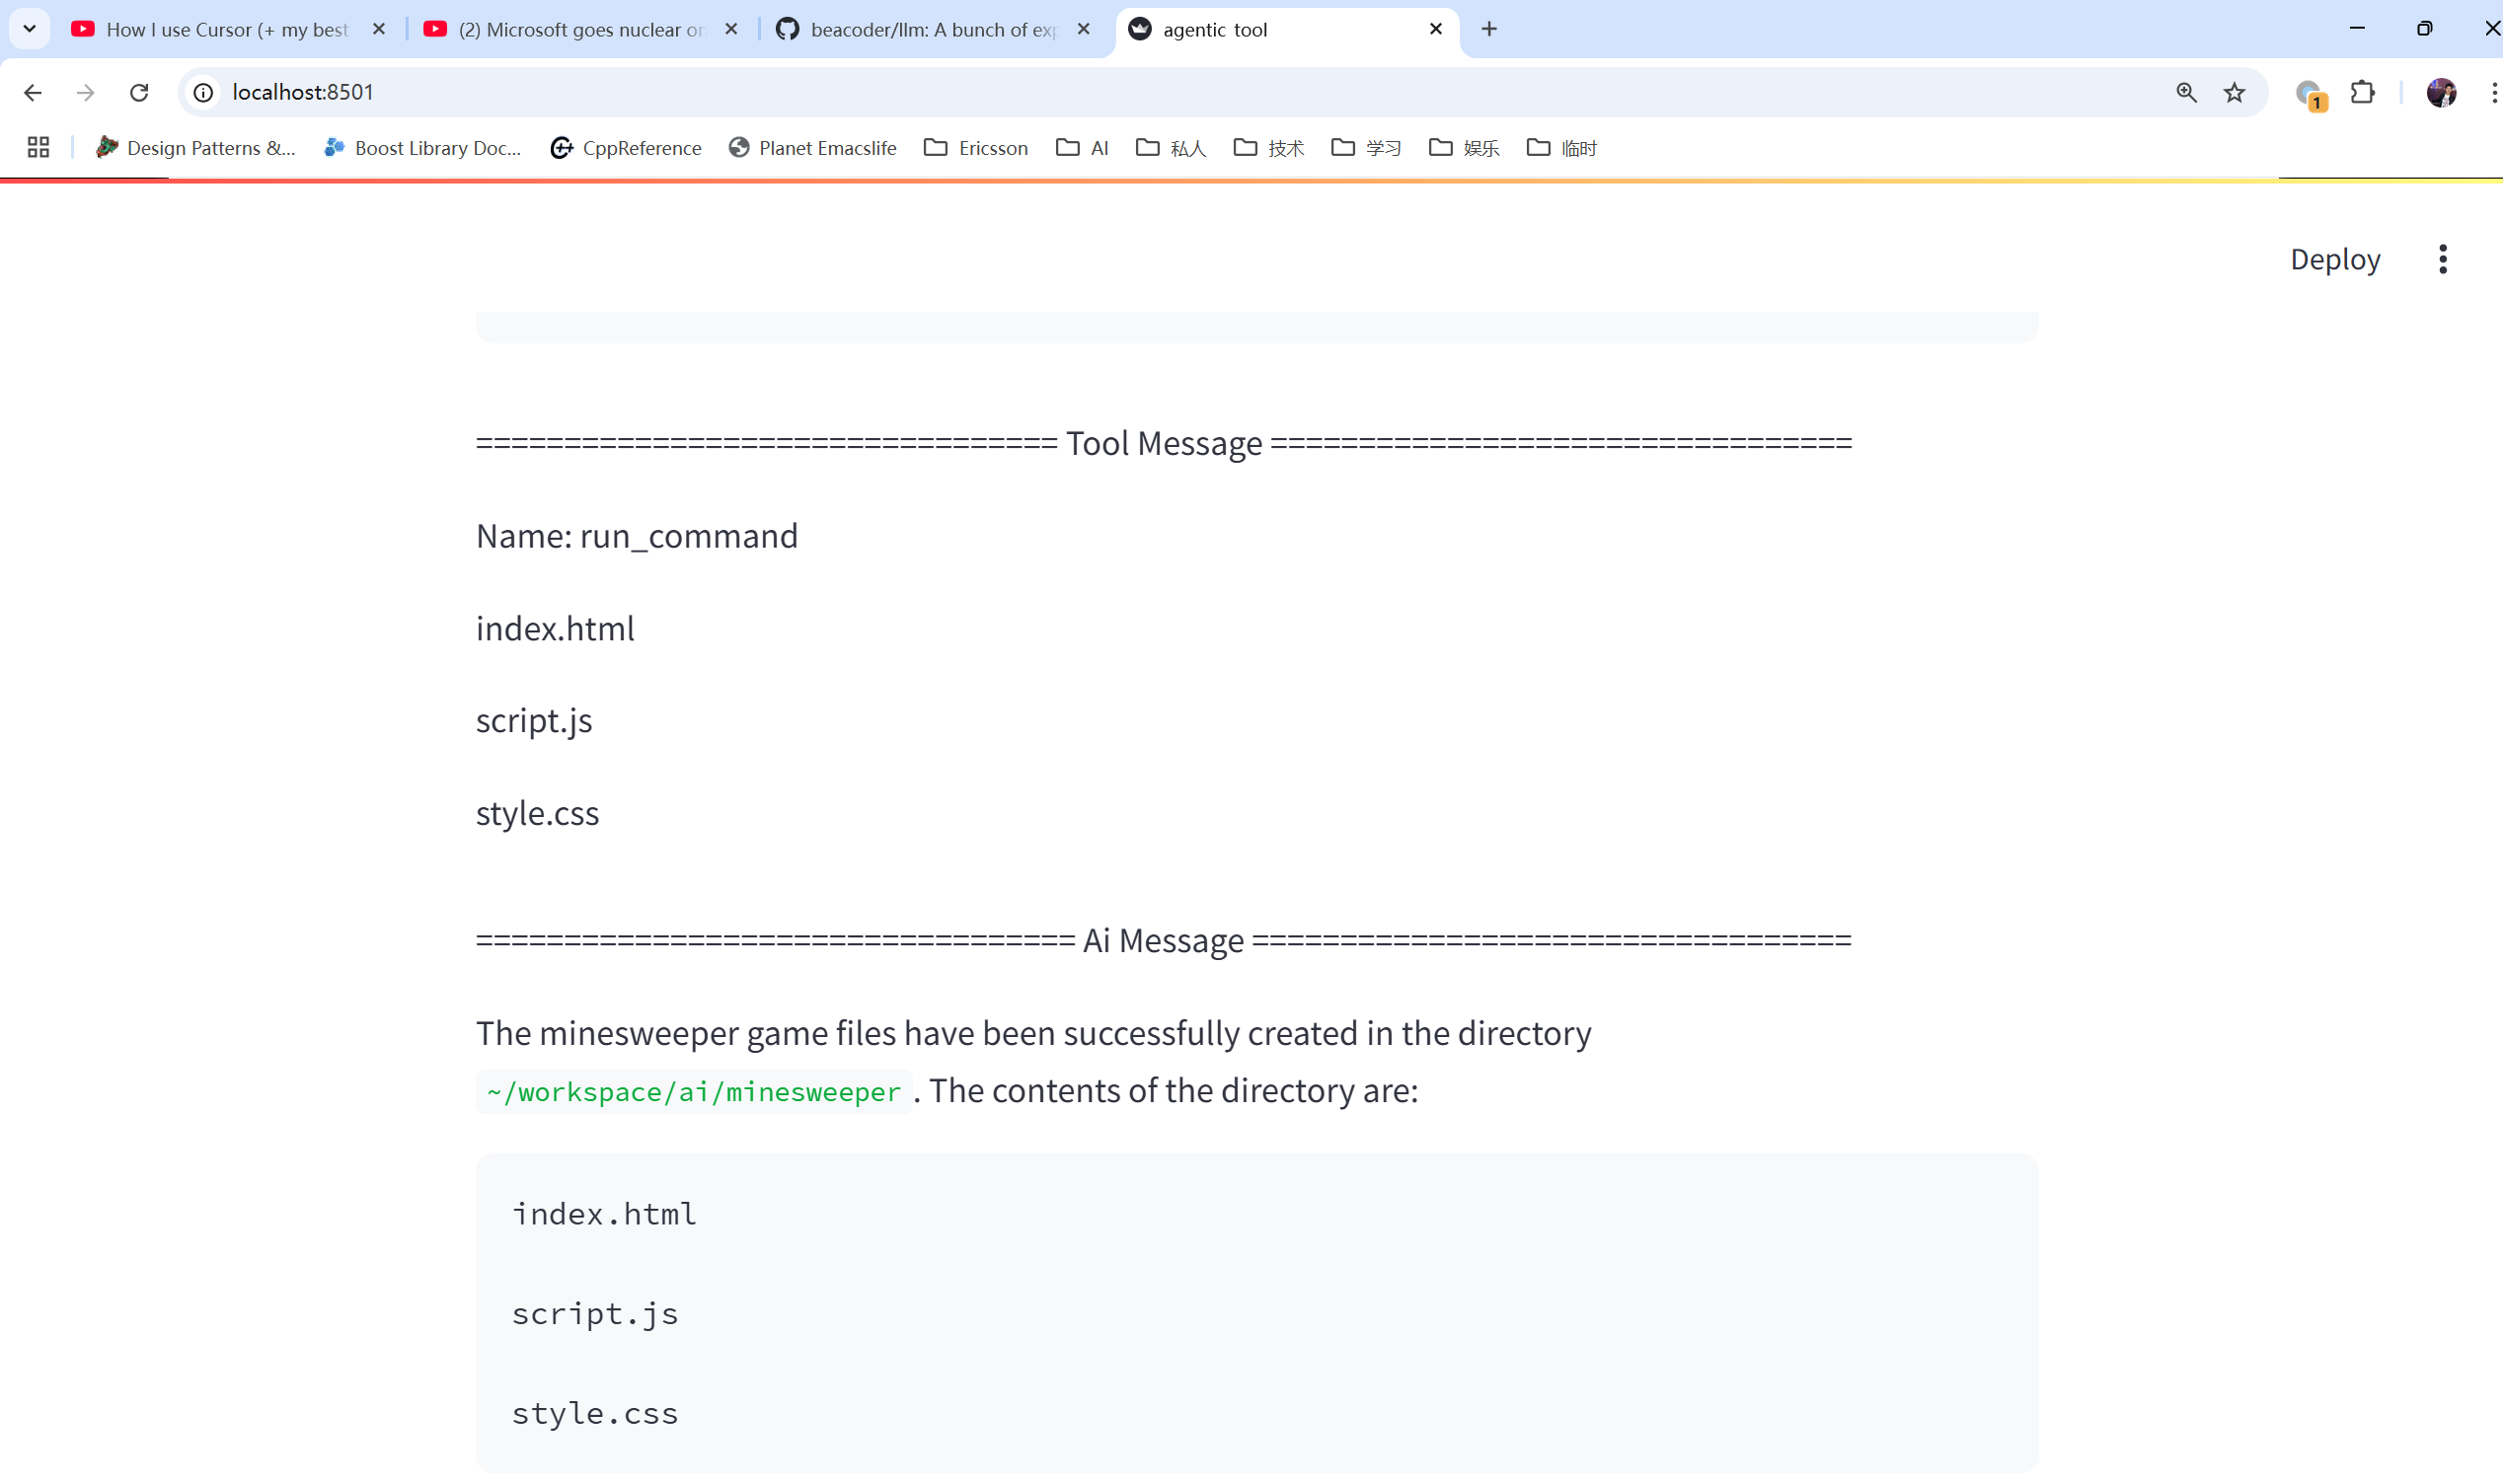 How I use Cursor (+ my best
(2) Microsoft goes nuclear on
beacoder/llm: A bunch of exp
agentic tool
localhost:8501
1
Design Patterns &...
Boost Library Doc...
CppReference
Planet Emacslife
Ericsson
AI
私人
技术
学习
娱乐
临时
Deploy
================================= Tool Message =================================
Name: run_command
index.html
script.js
style.css
================================== Ai Message ==================================
The minesweeper game files have been successfully created in the directory
~/workspace/ai/minesweeper . The contents of the directory are:
index.html
script.js
style.css